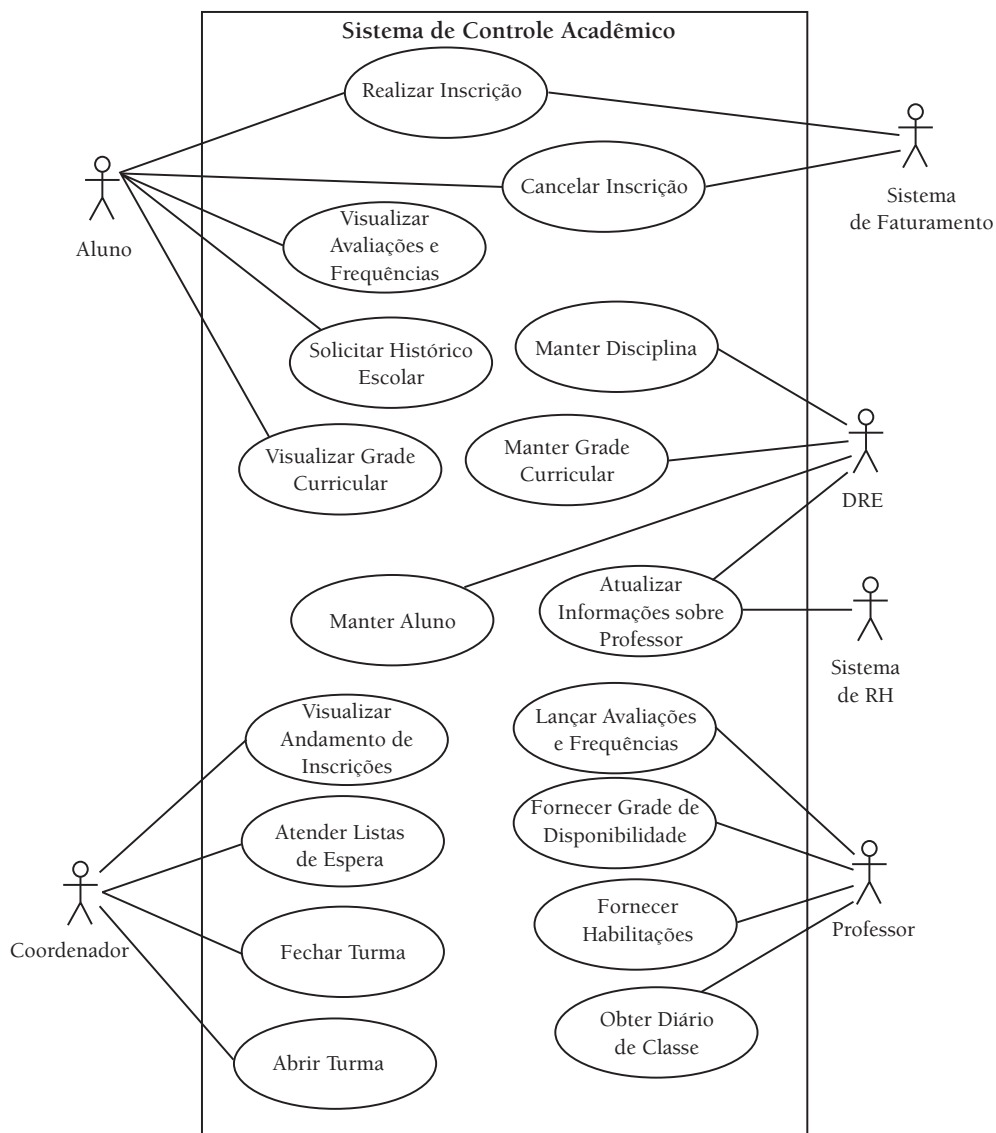 Sistema de Controle Acadêmico
Realizar Inscrição
Cancelar Inscrição
Sistema
de Faturamento
Aluno
Visualizar
Avaliações e
Frequências
Solicitar Histórico
Escolar
Manter Disciplina
Visualizar Grade
Curricular
Manter Grade
Curricular
DRE
Manter Aluno
Atualizar
Informações sobre
Professor
Sistema
de RH
Visualizar
Andamento de
Inscrições
Lançar Avaliações
e Frequências
Atender Listas
de Espera
Fornecer Grade de
Disponibilidade
Coordenador
Fechar Turma
Fornecer
Habilitações
Professor
Abrir Turma
Obter Diário
de Classe